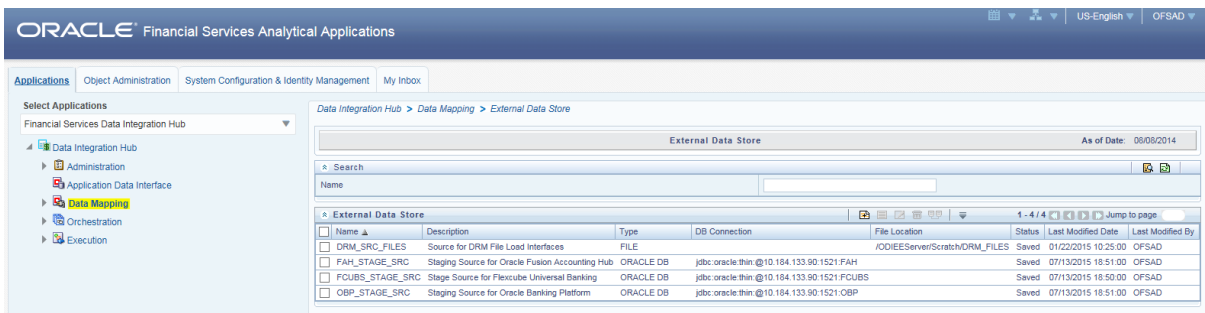 US-English OFSAD
ORACLE Financial Services Analytical Applications
Applications Object Administration System Configuration & Identity Management My Inbox
Select Applications
Financial Services Data Integration Hub
Data Integration Hub
Administration
Application Data Interface
Data Mapping
Orchestration
Execution
Data Integration Hub > Data Mapping > External Data Store
External Data Store As of Date: 08/08/2014
Search
Name
External Data Store 1 - 4 / 4 Jump to page
Name Description Type DB Connection File Location Status Last Modified Date Last Modified By
DRM_SRC_FILES Source for DRM File Load Interfaces FILE /ODIEEServer/Scratch/DRM_FILES Saved 01/22/2015 10:25:00 OFSAD
FAH_STAGE_SRC Staging Source for Oracle Fusion Accounting Hub ORACLE DB jdbc:oracle:thin:@10.184.133.90:1521:FAH Saved 07/13/2015 18:51:00 OFSAD
FCUBS_STAGE_SRC Stage Source for Flexcube Universal Banking ORACLE DB jdbc:oracle:thin:@10.184.133.90:1521:FCUBS Saved 07/13/2015 18:50:00 OFSAD
OBP_STAGE_SRC Staging Source for Oracle Banking Platform ORACLE DB jdbc:oracle:thin:@10.184.133.90:1521:OBP Saved 07/13/2015 18:51:00 OFSAD